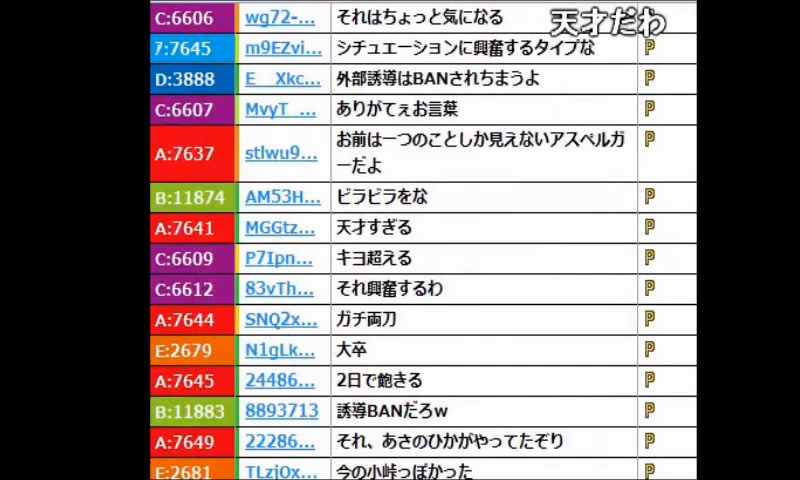 天才だわ
C:6606 wg72-... それはちょっと気になる P
7:7645 m9EZvi... シチュエーションに興奮するタイプな P
D:3888 E__Xkc... 外部誘導はBANされちまうよ P
C:6607 MvyT_... ありがてぇお言葉 P
A:7637 stlwu9... お前は一つのことしか見えないアスペルガ P
ーだよ
B:11874 AM53H... ビラビラをな P
A:7641 MGGtz... 天才すぎる P
C:6609 P7Ipn... キヨ超える P
C:6612 83vTh... それ興奮するわ P
A:7644 SNQ2x... ガチ両刀 P
E:2679 N1gLk... 大卒 P
A:7645 24486... 2日で飽きる P
B:11883 8893713 誘導BANだろw P
A:7649 22286... それ、あさのひかがやってたぞり P
E:2681 TLzjOx... 今の小峠っぽかった P